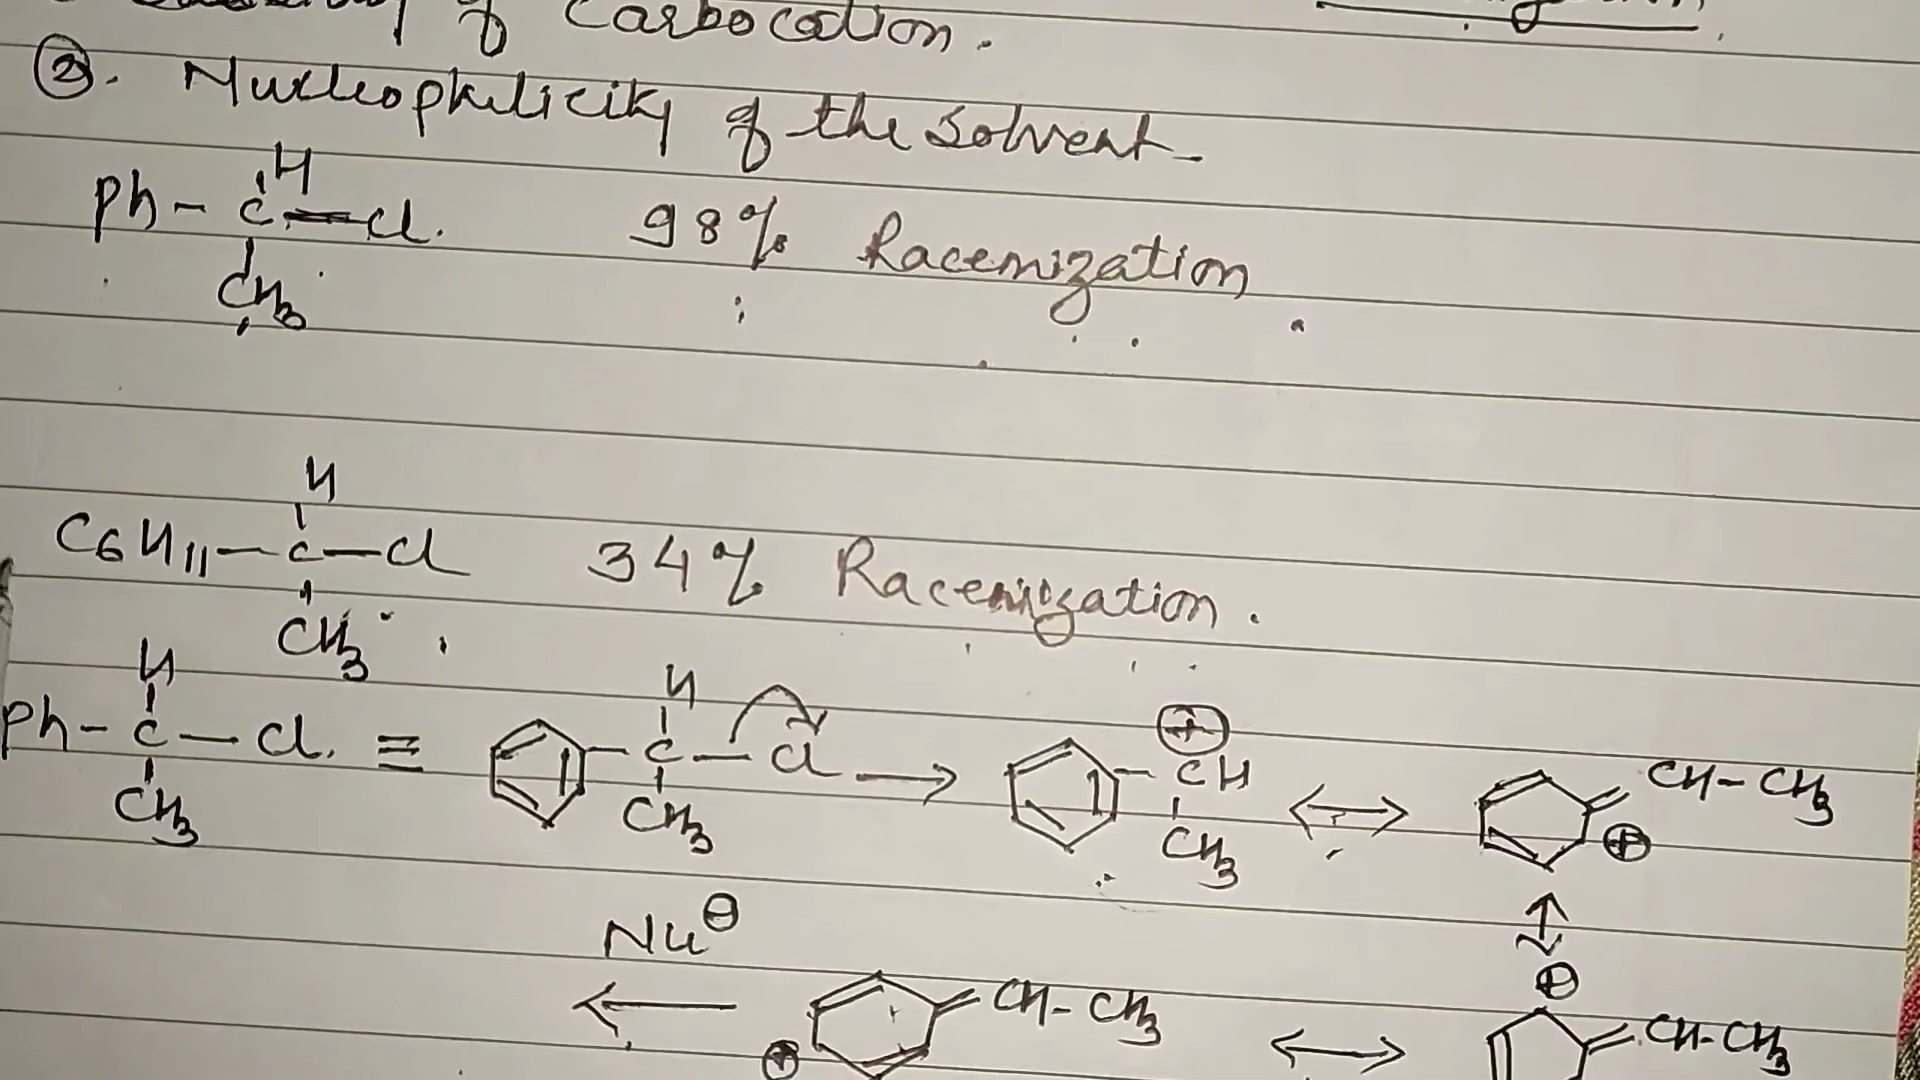 of Carbocation.
②. Nucleophilicity of the solvent-
H
Ph - C - Cl. 98% Racemization
CH3
H
C6H11 - C - Cl 34% Racemization.
CH3
H H ⊕
Ph - C - Cl. ≡ C - Cl → CH ↔ CH - CH3
CH3 CH3 CH3 ⊕
Nu⊖ ↕
⊕
← CH - CH3 ↔ CH - CH3
⊕